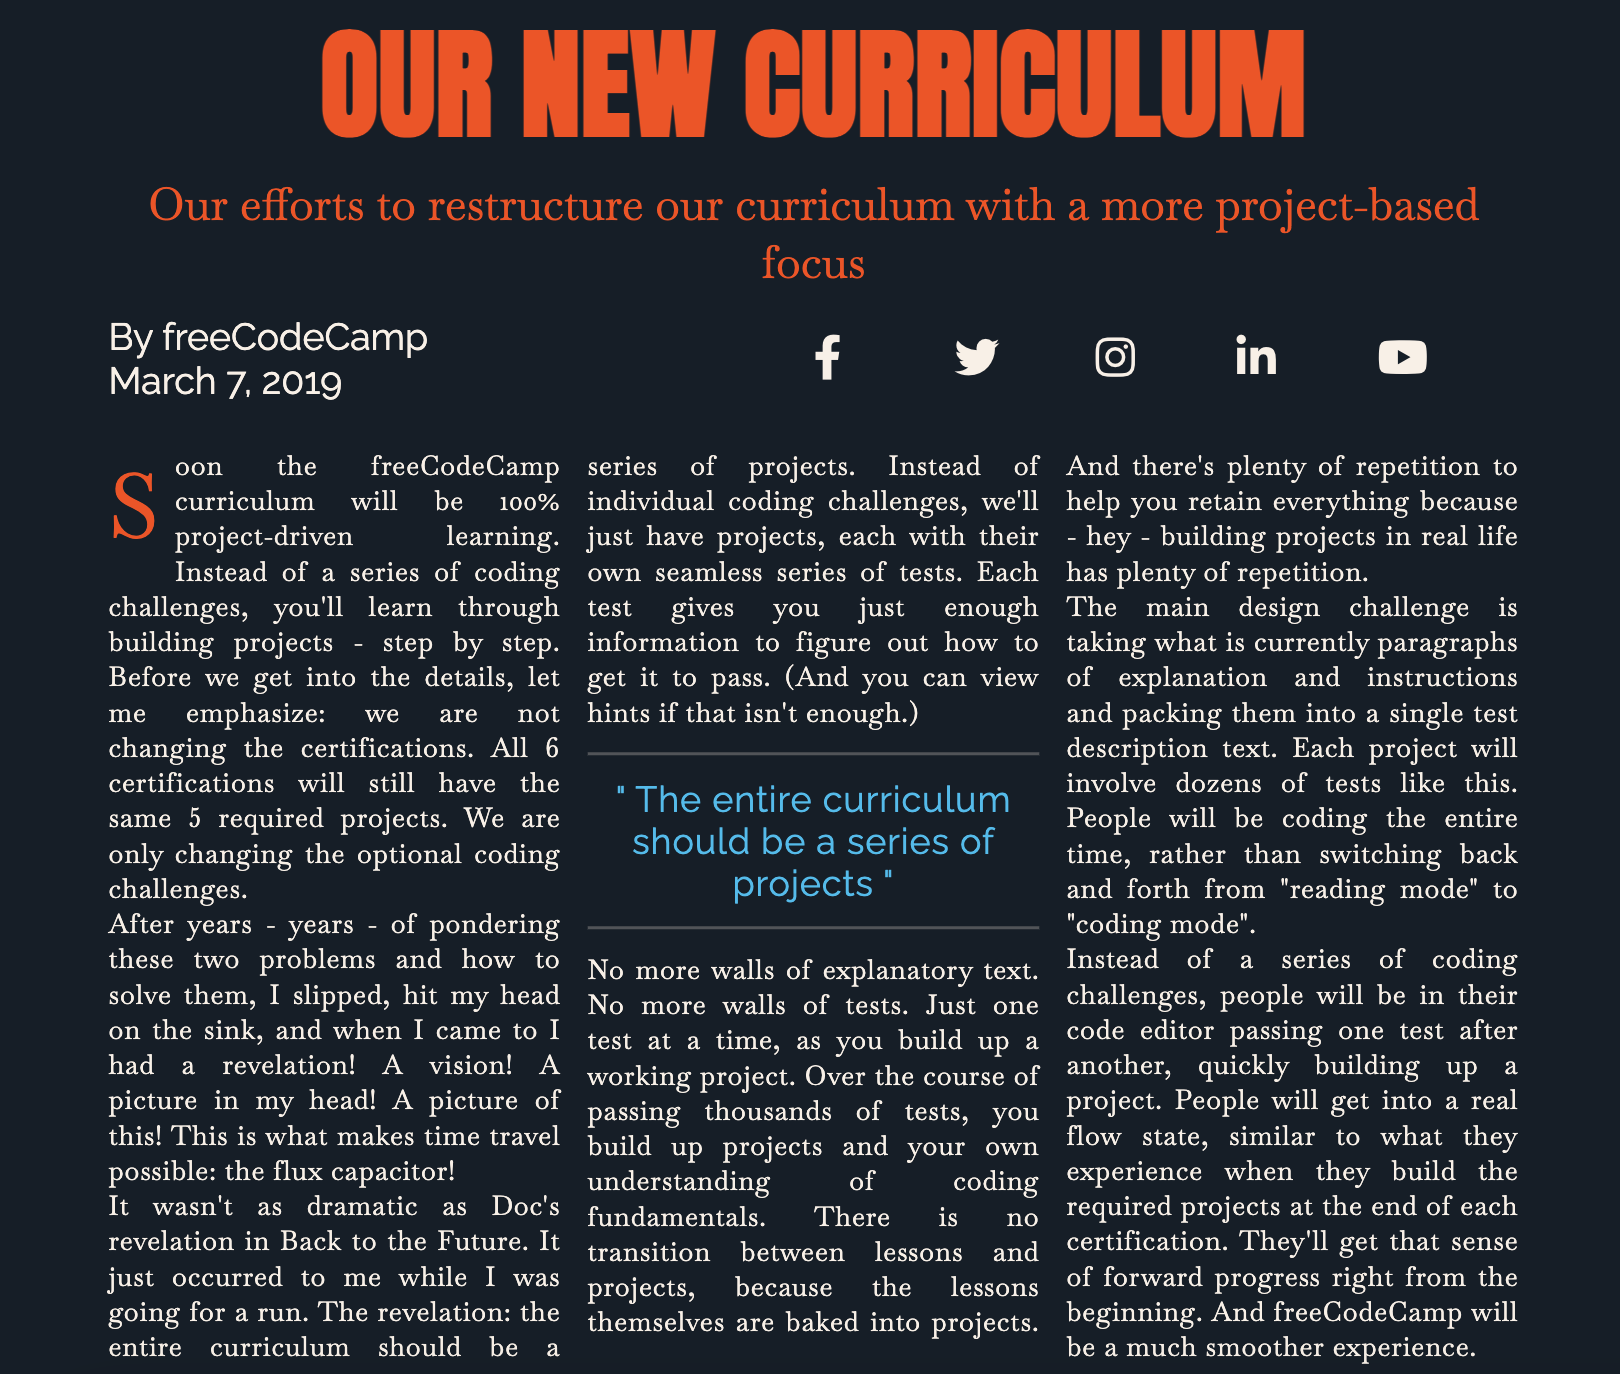 OUR NEW CURRICULUM
Our efforts to restructure our curriculum with a more project-based
focus
By freeCodeCamp
March 7, 2019
Soon the freeCodeCamp
curriculum will be 100%
project-driven learning.
Instead of a series of coding
challenges, you'll learn through
building projects - step by step.
Before we get into the details, let
me emphasize: we are not
changing the certifications. All 6
certifications will still have the
same 5 required projects. We are
only changing the optional coding
challenges.
After years - years - of pondering
these two problems and how to
solve them, I slipped, hit my head
on the sink, and when I came to I
had a revelation! A vision! A
picture in my head! A picture of
this! This is what makes time travel
possible: the flux capacitor!
It wasn't as dramatic as Doc's
revelation in Back to the Future. It
just occurred to me while I was
going for a run. The revelation: the
entire curriculum should be a
series of projects. Instead of
individual coding challenges, we'll
just have projects, each with their
own seamless series of tests. Each
test gives you just enough
information to figure out how to
get it to pass. (And you can view
hints if that isn't enough.)
" The entire curriculum
should be a series of
projects "
No more walls of explanatory text.
No more walls of tests. Just one
test at a time, as you build up a
working project. Over the course of
passing thousands of tests, you
build up projects and your own
understanding of coding
fundamentals. There is no
transition between lessons and
projects, because the lessons
themselves are baked into projects.
And there's plenty of repetition to
help you retain everything because
- hey - building projects in real life
has plenty of repetition.
The main design challenge is
taking what is currently paragraphs
of explanation and instructions
and packing them into a single test
description text. Each project will
involve dozens of tests like this.
People will be coding the entire
time, rather than switching back
and forth from "reading mode" to
"coding mode".
Instead of a series of coding
challenges, people will be in their
code editor passing one test after
another, quickly building up a
project. People will get into a real
flow state, similar to what they
experience when they build the
required projects at the end of each
certification. They'll get that sense
of forward progress right from the
beginning. And freeCodeCamp will
be a much smoother experience.